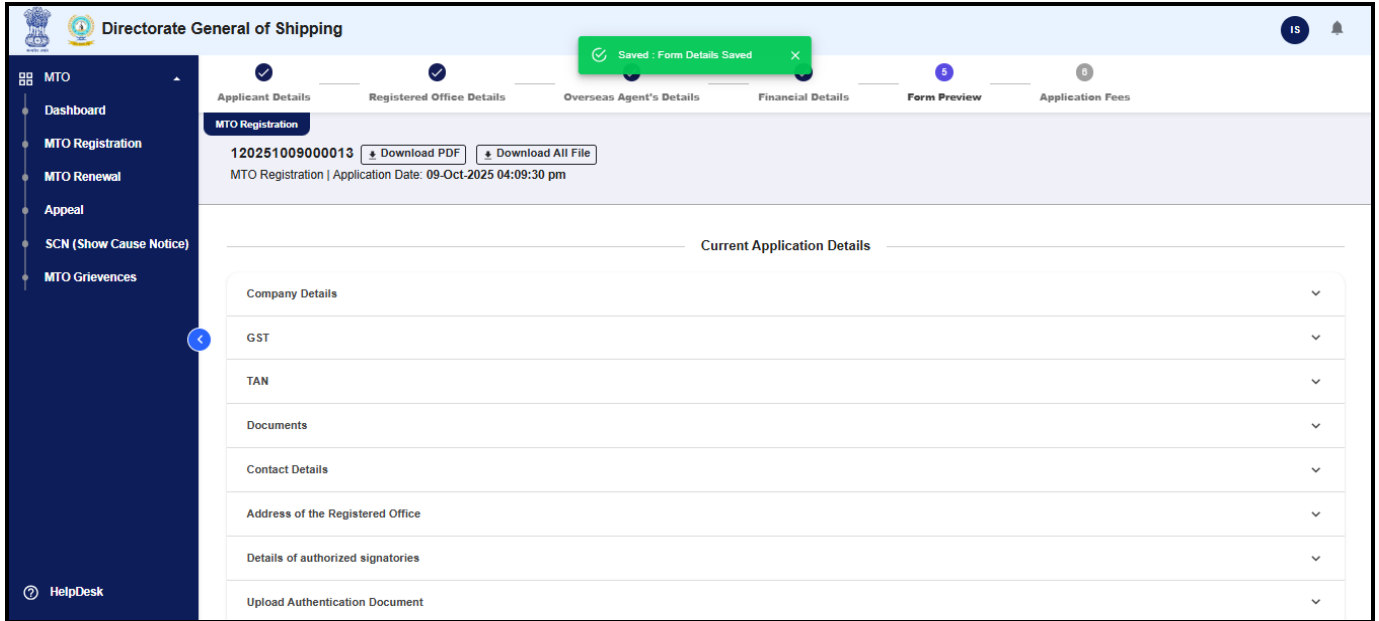 Directorate General of Shipping
IS
Saved : Form Details Saved
MTO
Dashboard
MTO Registration
MTO Renewal
Appeal
SCN (Show Cause Notice)
MTO Grievences
HelpDesk
Applicant Details
Registered Office Details
Overseas Agent's Details
Financial Details
5
Form Preview
6
Application Fees
MTO Registration
120251009000013 Download PDF Download All File
MTO Registration | Application Date: 09-Oct-2025 04:09:30 pm
Current Application Details
Company Details
GST
TAN
Documents
Contact Details
Address of the Registered Office
Details of authorized signatories
Upload Authentication Document